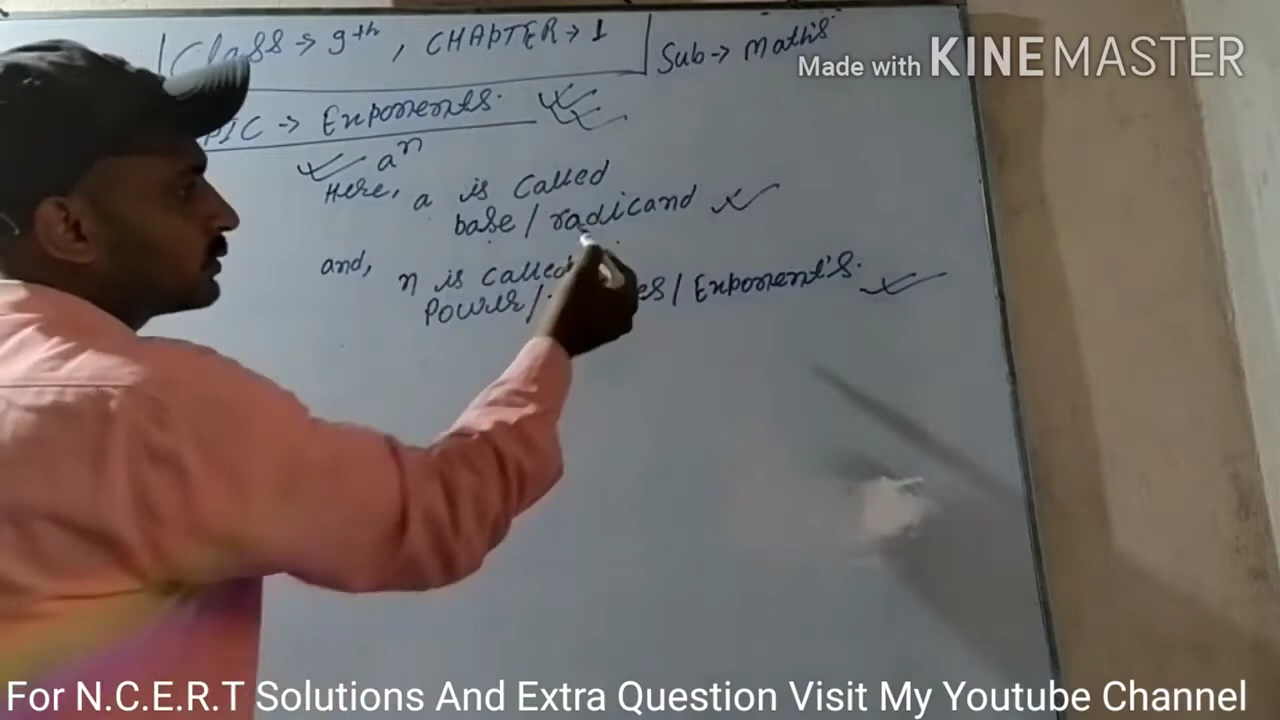 Class → 9th, CHAPTER → 1
Sub → Maths
Made with KINEMASTER
PIC → Exponents.
aⁿ
Here, a is Called
base / radicand
and, n is called
Power / es / Exponent's.
For N.C.E.R.T Solutions And Extra Question Visit My Youtube Channel